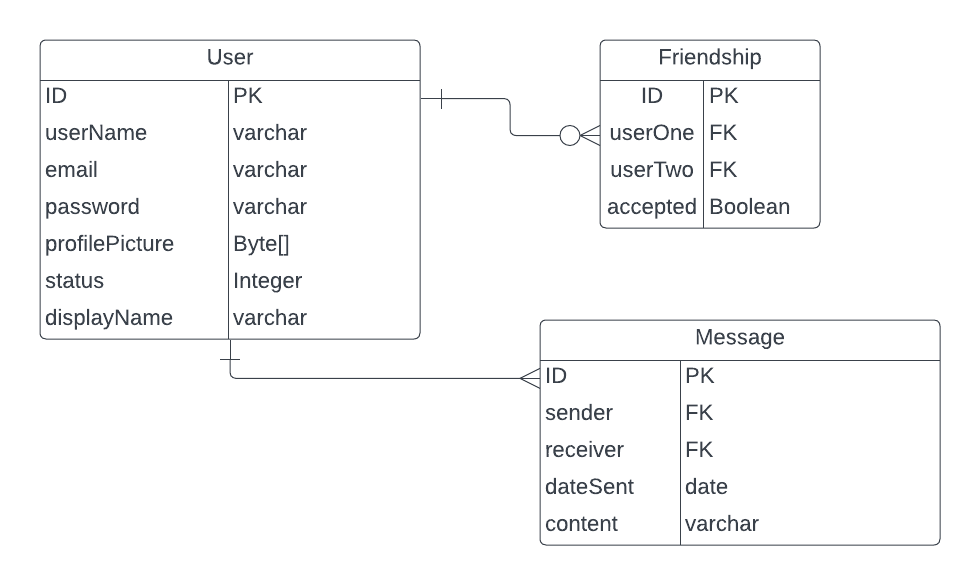 User
ID PK
userName varchar
email varchar
password varchar
profilePicture Byte[]
status Integer
displayName varchar
Friendship
ID PK
userOne FK
userTwo FK
accepted Boolean
Message
ID PK
sender FK
receiver FK
dateSent date
content varchar